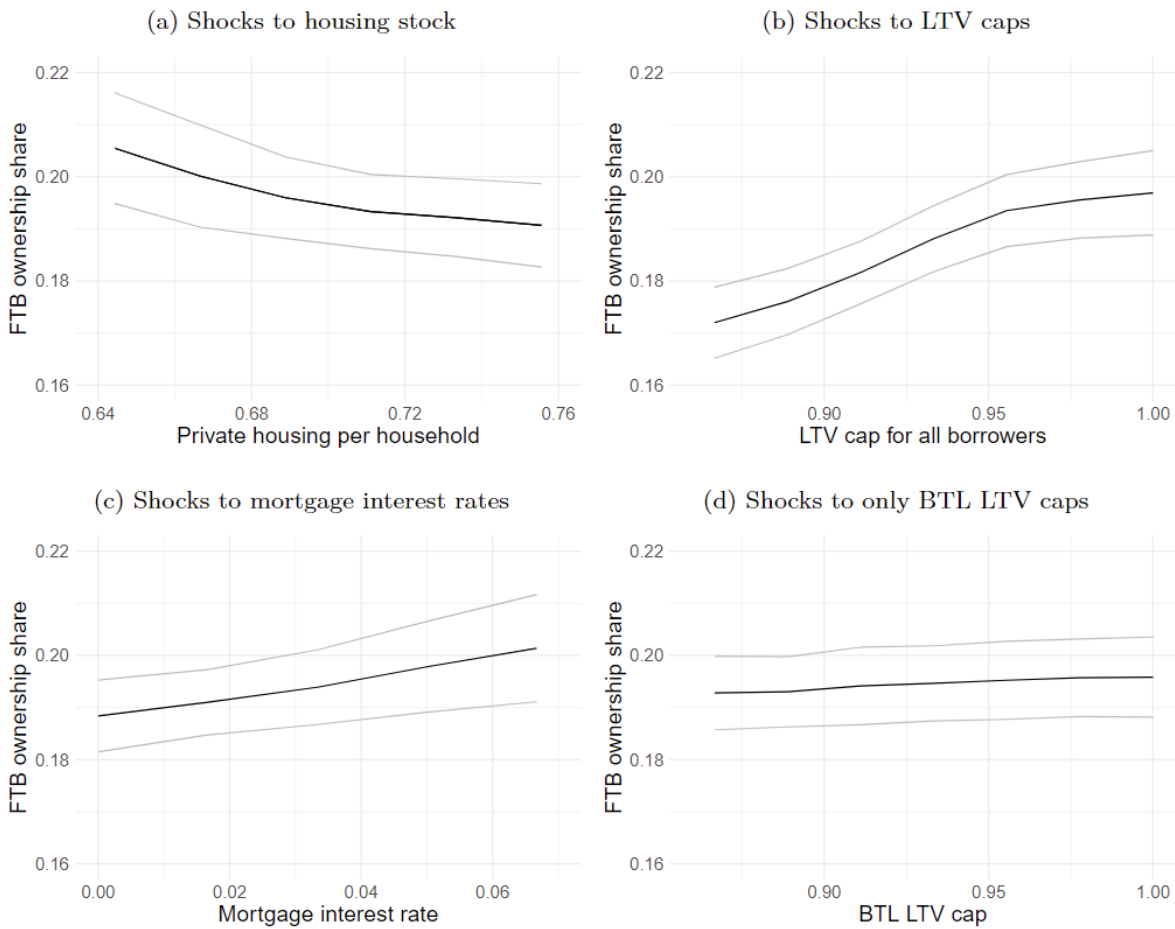 (a) Shocks to housing stock
0.22
0.20
0.18
0.16
FTB ownership share
0.64
0.68
0.72
0.76
Private housing per household
(b) Shocks to LTV caps
0.22
0.20
0.18
0.16
FTB ownership share
0.90
0.95
1.00
LTV cap for all borrowers
(c) Shocks to mortgage interest rates
0.22
0.20
0.18
0.16
FTB ownership share
0.00
0.02
0.04
0.06
Mortgage interest rate
(d) Shocks to only BTL LTV caps
0.22
0.20
0.18
0.16
FTB ownership share
0.90
0.95
1.00
BTL LTV cap